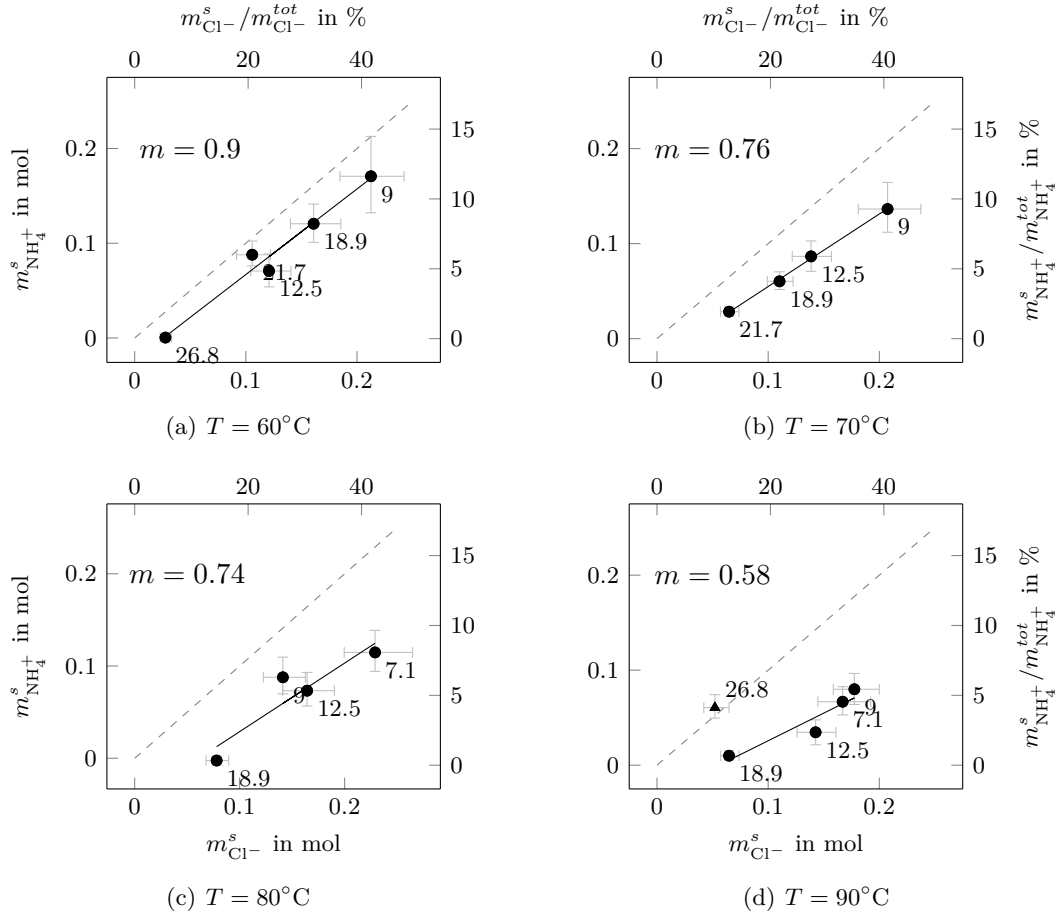 m^s_{Cl−}/m^{tot}_{Cl−} in %
0 20 40
m^s_{NH_4^+} in mol
0.2
0.1
0
15
10
5
0
m = 0.9
9
18.9
21.7
12.5
26.8
0 0.1 0.2
(a) T = 60°C
m^s_{Cl−}/m^{tot}_{Cl−} in %
0 20 40
0.2
0.1
0
15
10
5
0
m^s_{NH_4^+}/m^{tot}_{NH_4^+} in %
m = 0.76
9
12.5
18.9
21.7
0 0.1 0.2
(b) T = 70°C
0 20 40
m^s_{NH_4^+} in mol
0.2
0.1
0
15
10
5
0
m = 0.74
7.1
9
12.5
18.9
0 0.1 0.2
m^s_{Cl−} in mol
(c) T = 80°C
0 20 40
0.2
0.1
0
15
10
5
0
m^s_{NH_4^+}/m^{tot}_{NH_4^+} in %
m = 0.58
26.8
9
7.1
12.5
18.9
0 0.1 0.2
m^s_{Cl−} in mol
(d) T = 90°C